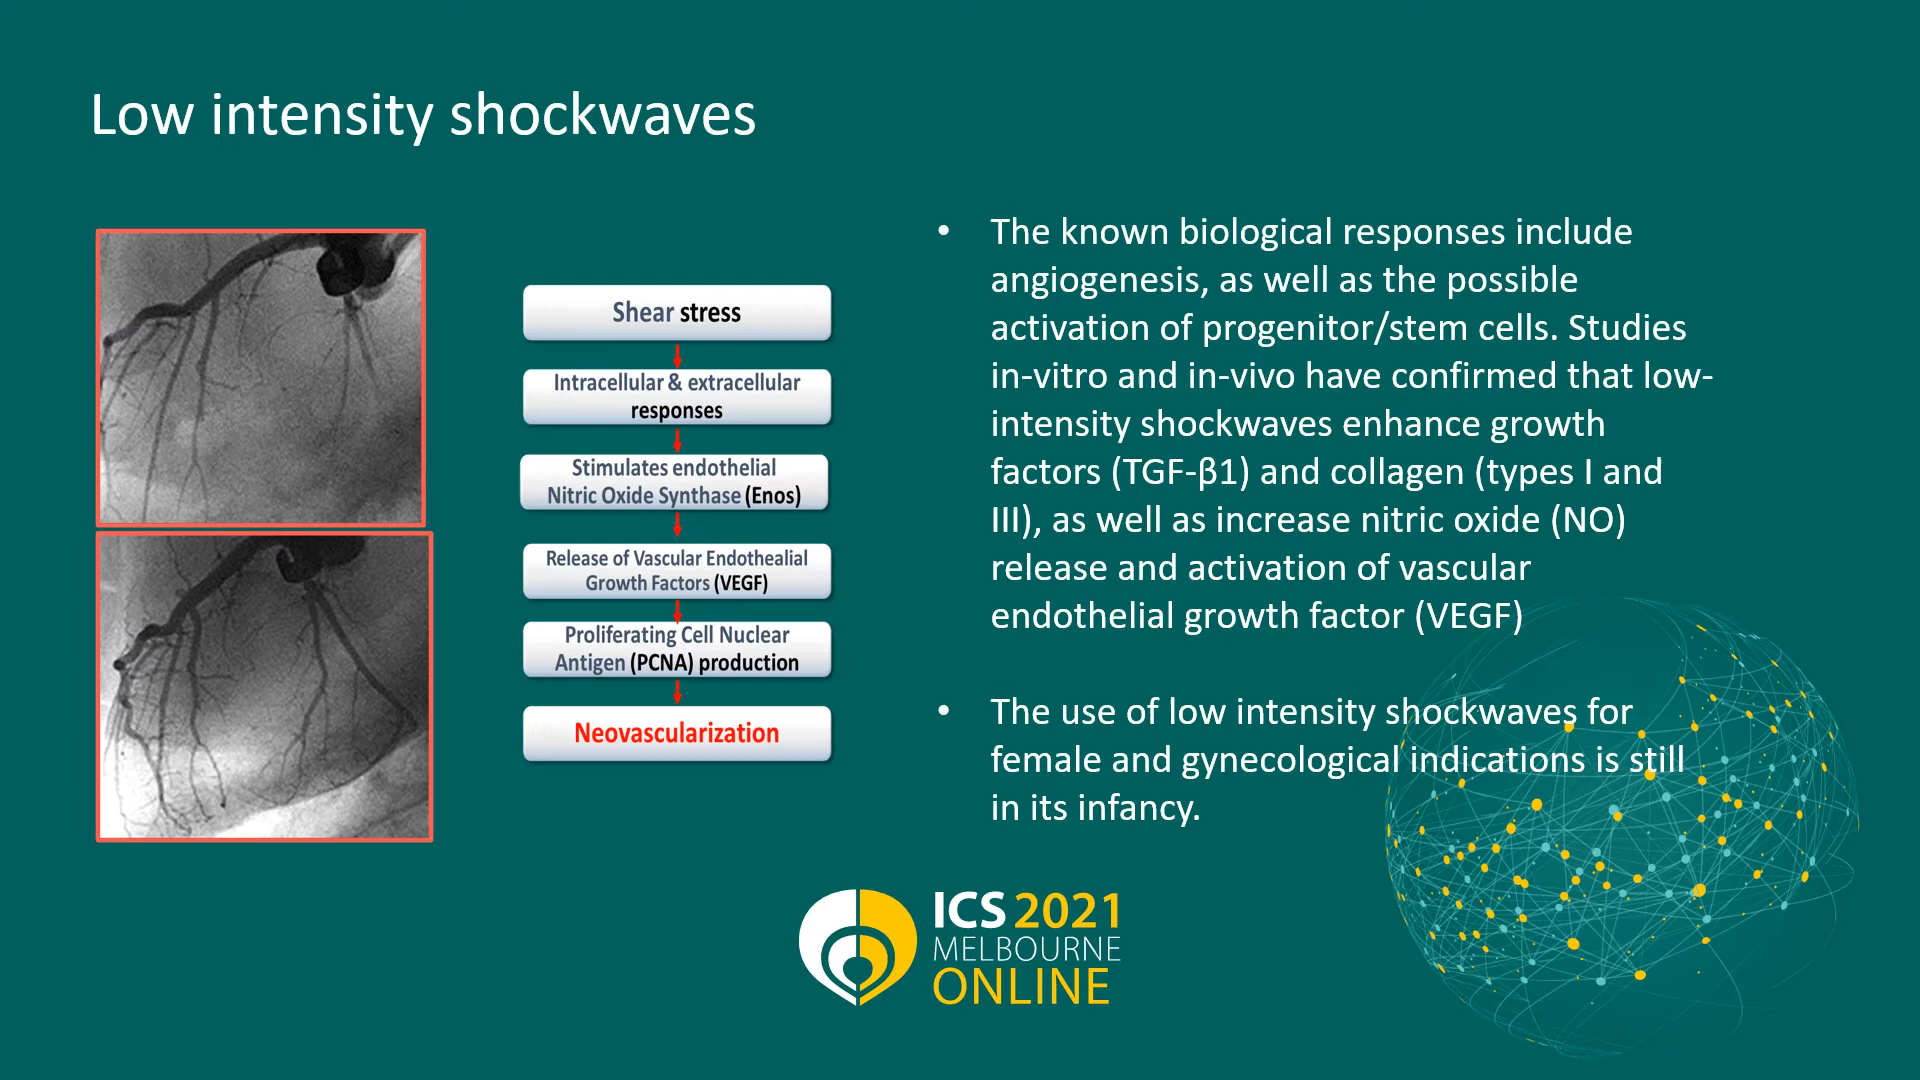 Low intensity shockwaves
Shear stress
Intracellular & extracellular
responses
Stimulates endothelial
Nitric Oxide Synthase (Enos)
Release of Vascular Endothealial
Growth Factors (VEGF)
Proliferating Cell Nuclear
Antigen (PCNA) production
Neovascularization
• The known biological responses include
angiogenesis, as well as the possible
activation of progenitor/stem cells. Studies
in-vitro and in-vivo have confirmed that low-
intensity shockwaves enhance growth
factors (TGF-β1) and collagen (types I and
III), as well as increase nitric oxide (NO)
release and activation of vascular
endothelial growth factor (VEGF)
• The use of low intensity shockwaves for
female and gynecological indications is still
in its infancy.
ICS 2021
MELBOURNE
ONLINE